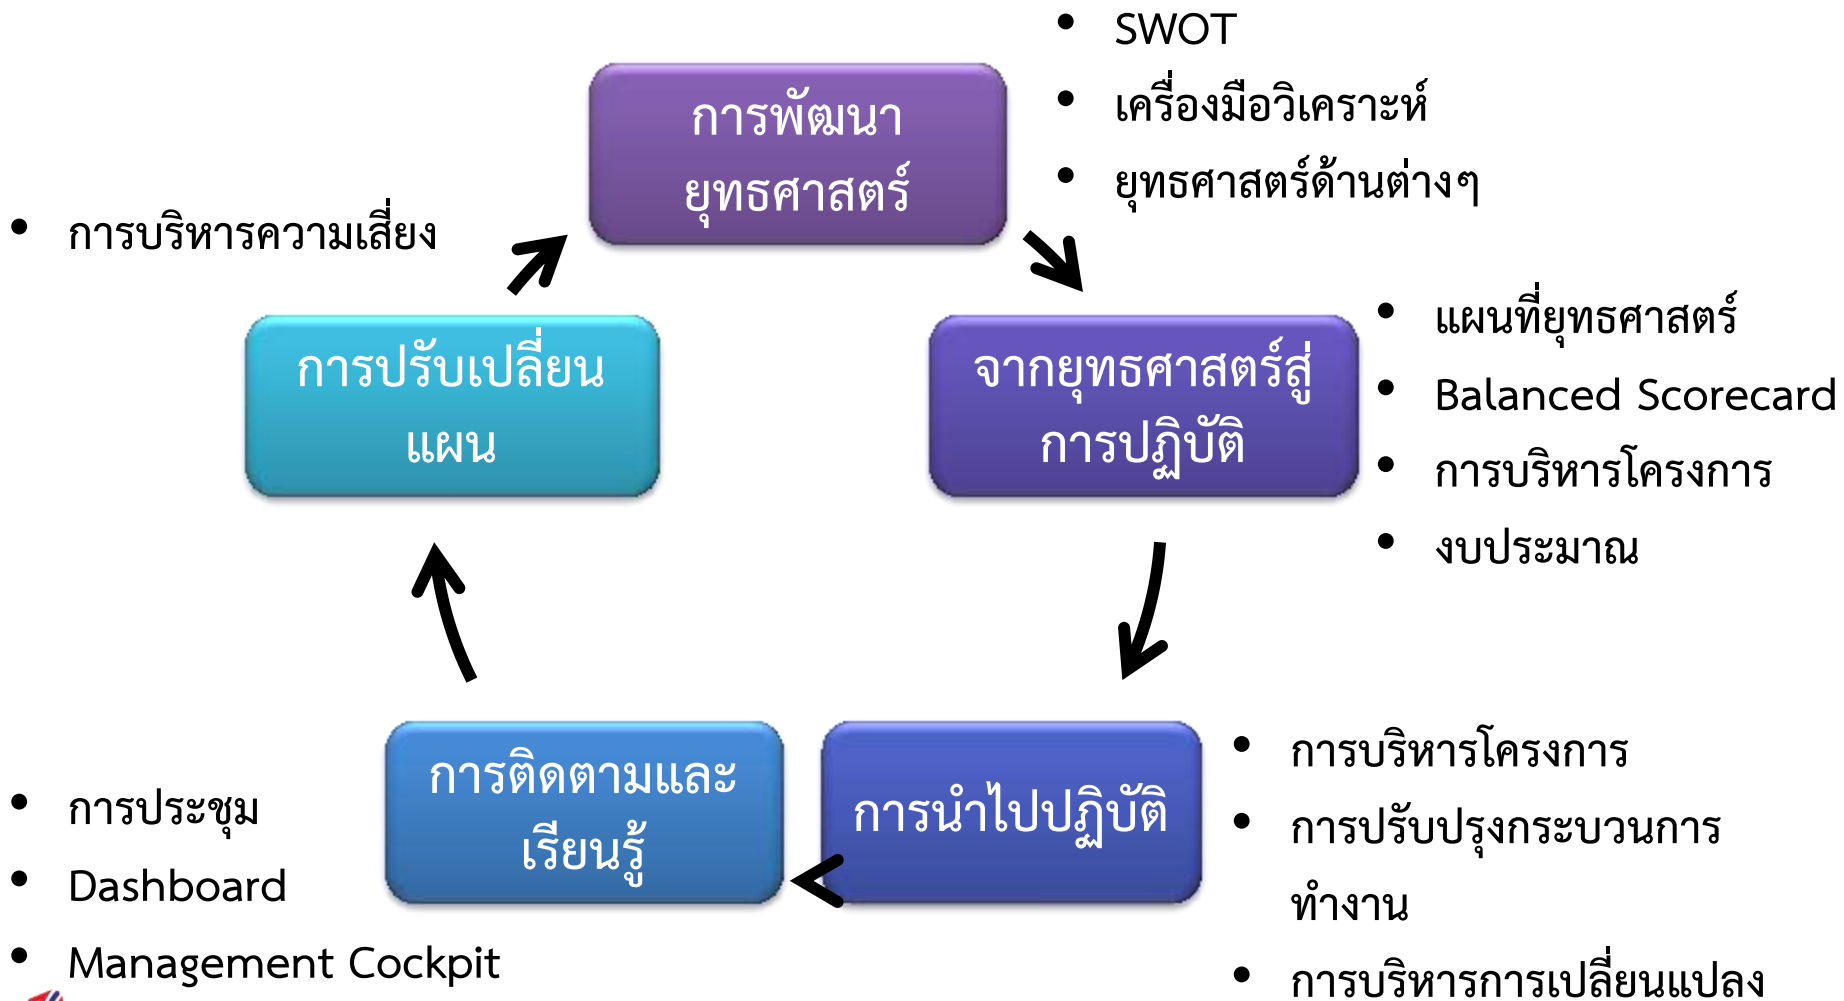 • SWOT
• เครื่องมือวิเคราะห์
• ยุทธศาสตร์ด้านต่างๆ
การพัฒนา
ยุทธศาสตร์
• การบริหารความเสี่ยง
การปรับเปลี่ยน
แผน
จากยุทธศาสตร์สู่
การปฏิบัติ
• แผนที่ยุทธศาสตร์
• Balanced Scorecard
• การบริหารโครงการ
• งบประมาณ
การติดตามและ
เรียนรู้
การนำไปปฏิบัติ
• การบริหารโครงการ
• การปรับปรุงกระบวนการ
ทำงาน
• การบริหารการเปลี่ยนแปลง
• การประชุม
• Dashboard
• Management Cockpit